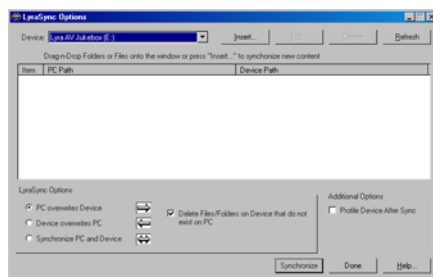 LyraSync Options
Device: Lyra AV Jukebox (E:) Insert... Edit... Delete Refresh
Drag-n-Drop Folders or Files onto the window or press "Insert..." to synchonize new content
Item PC Path Device Path
LyraSync Options
PC overwrites Device
Device overwrites PC
Synchronize PC and Device
Delete Files/Folders on Device that do not
exist on PC
Additional Options
Profile Device After Sync
Synchronize Done Help...